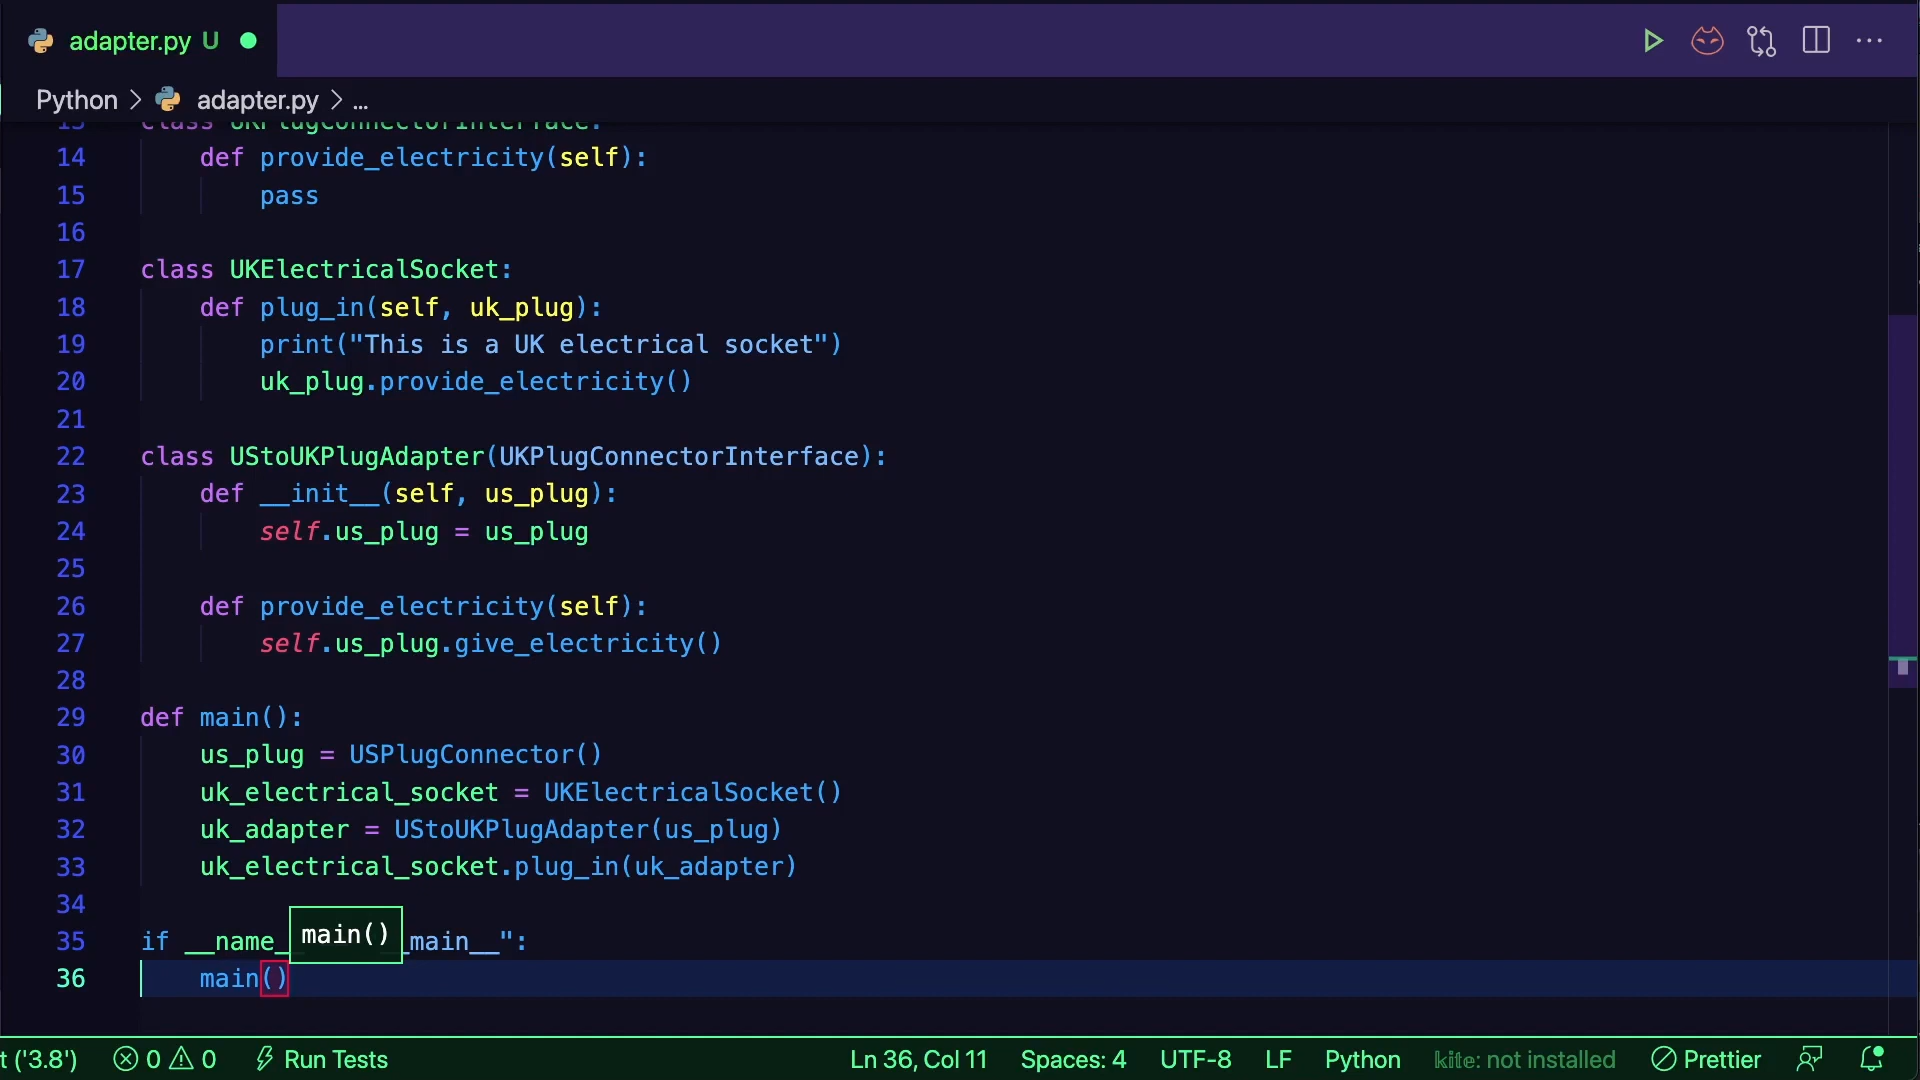 adapter.py U
Python > adapter.py > ...
13 class UKPlugConnectorInterface:
14 def provide_electricity(self):
15 pass
16
17 class UKElectricalSocket:
18 def plug_in(self, uk_plug):
19 print("This is a UK electrical socket")
20 uk_plug.provide_electricity()
21
22 class UStoUKPlugAdapter(UKPlugConnectorInterface):
23 def __init__(self, us_plug):
24 self.us_plug = us_plug
25
26 def provide_electricity(self):
27 self.us_plug.give_electricity()
28
29 def main():
30 us_plug = USPlugConnector()
31 uk_electrical_socket = UKElectricalSocket()
32 uk_adapter = UStoUKPlugAdapter(us_plug)
33 uk_electrical_socket.plug_in(uk_adapter)
34
main()
35 if __name_ _main__":
36 main()
t ('3.8') 0 0 Run Tests Ln 36, Col 11 Spaces: 4 UTF-8 LF Python kite: not installed Prettier